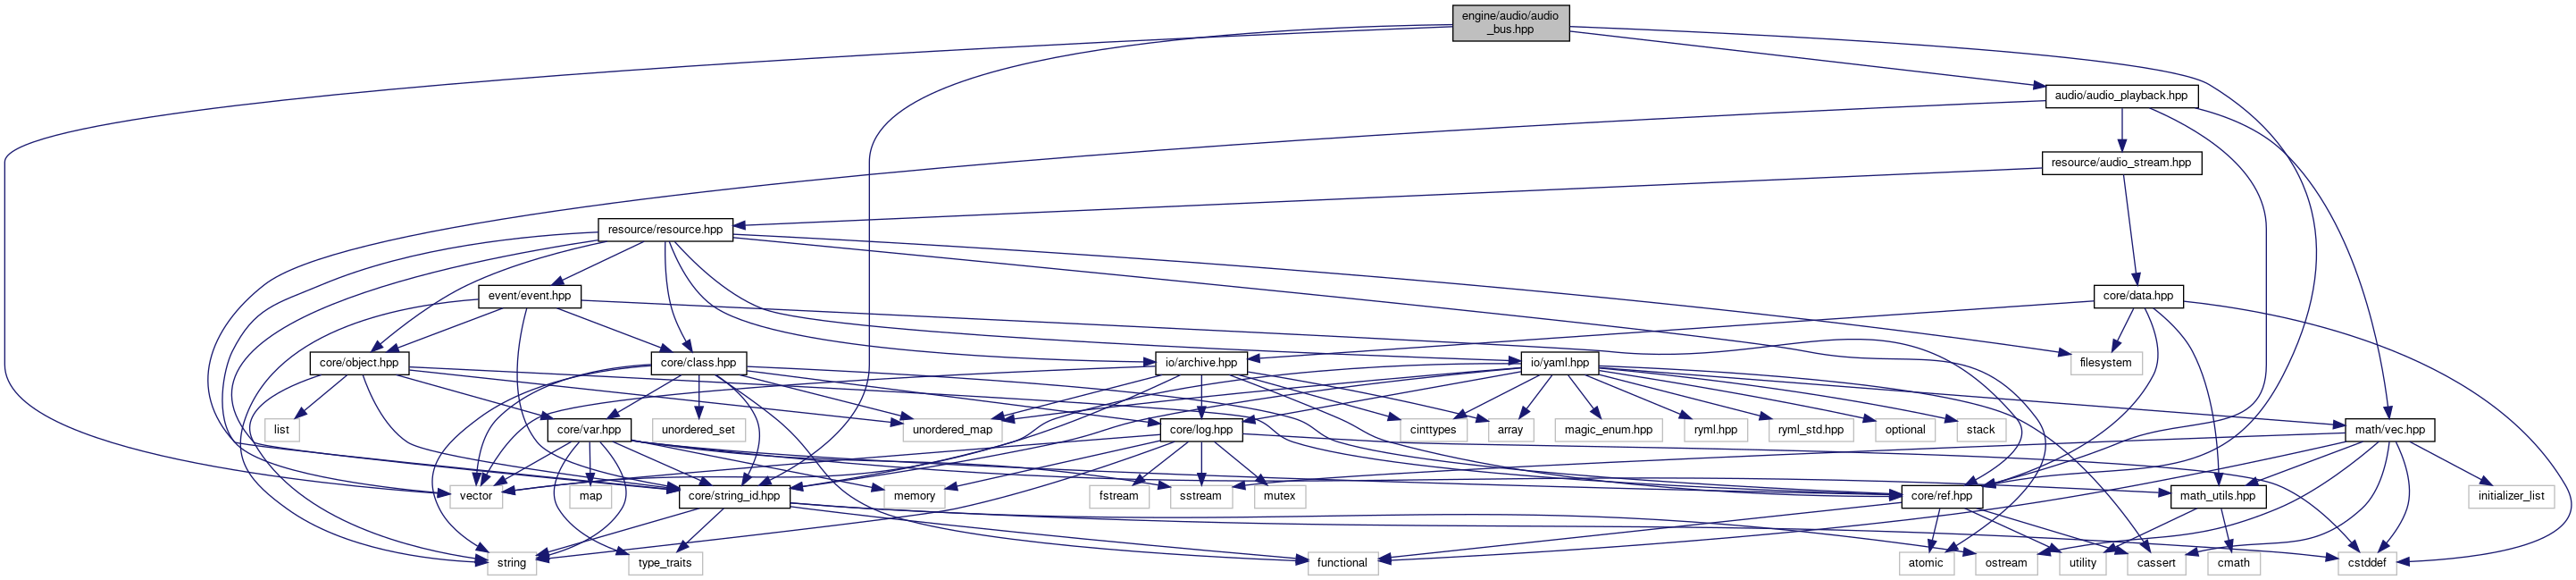 engine/audio/audio
_bus.hpp
audio/audio_playback.hpp
resource/audio_stream.hpp
resource/resource.hpp
event/event.hpp
core/data.hpp
core/object.hpp
core/class.hpp
io/archive.hpp
io/yaml.hpp
filesystem
list
core/var.hpp
unordered_set
unordered_map
core/log.hpp
cinttypes
array
magic_enum.hpp
ryml.hpp
ryml_std.hpp
optional
stack
math/vec.hpp
vector
map
core/string_id.hpp
memory
fstream
sstream
mutex
core/ref.hpp
math_utils.hpp
initializer_list
string
type_traits
functional
atomic
ostream
utility
cassert
cmath
cstddef